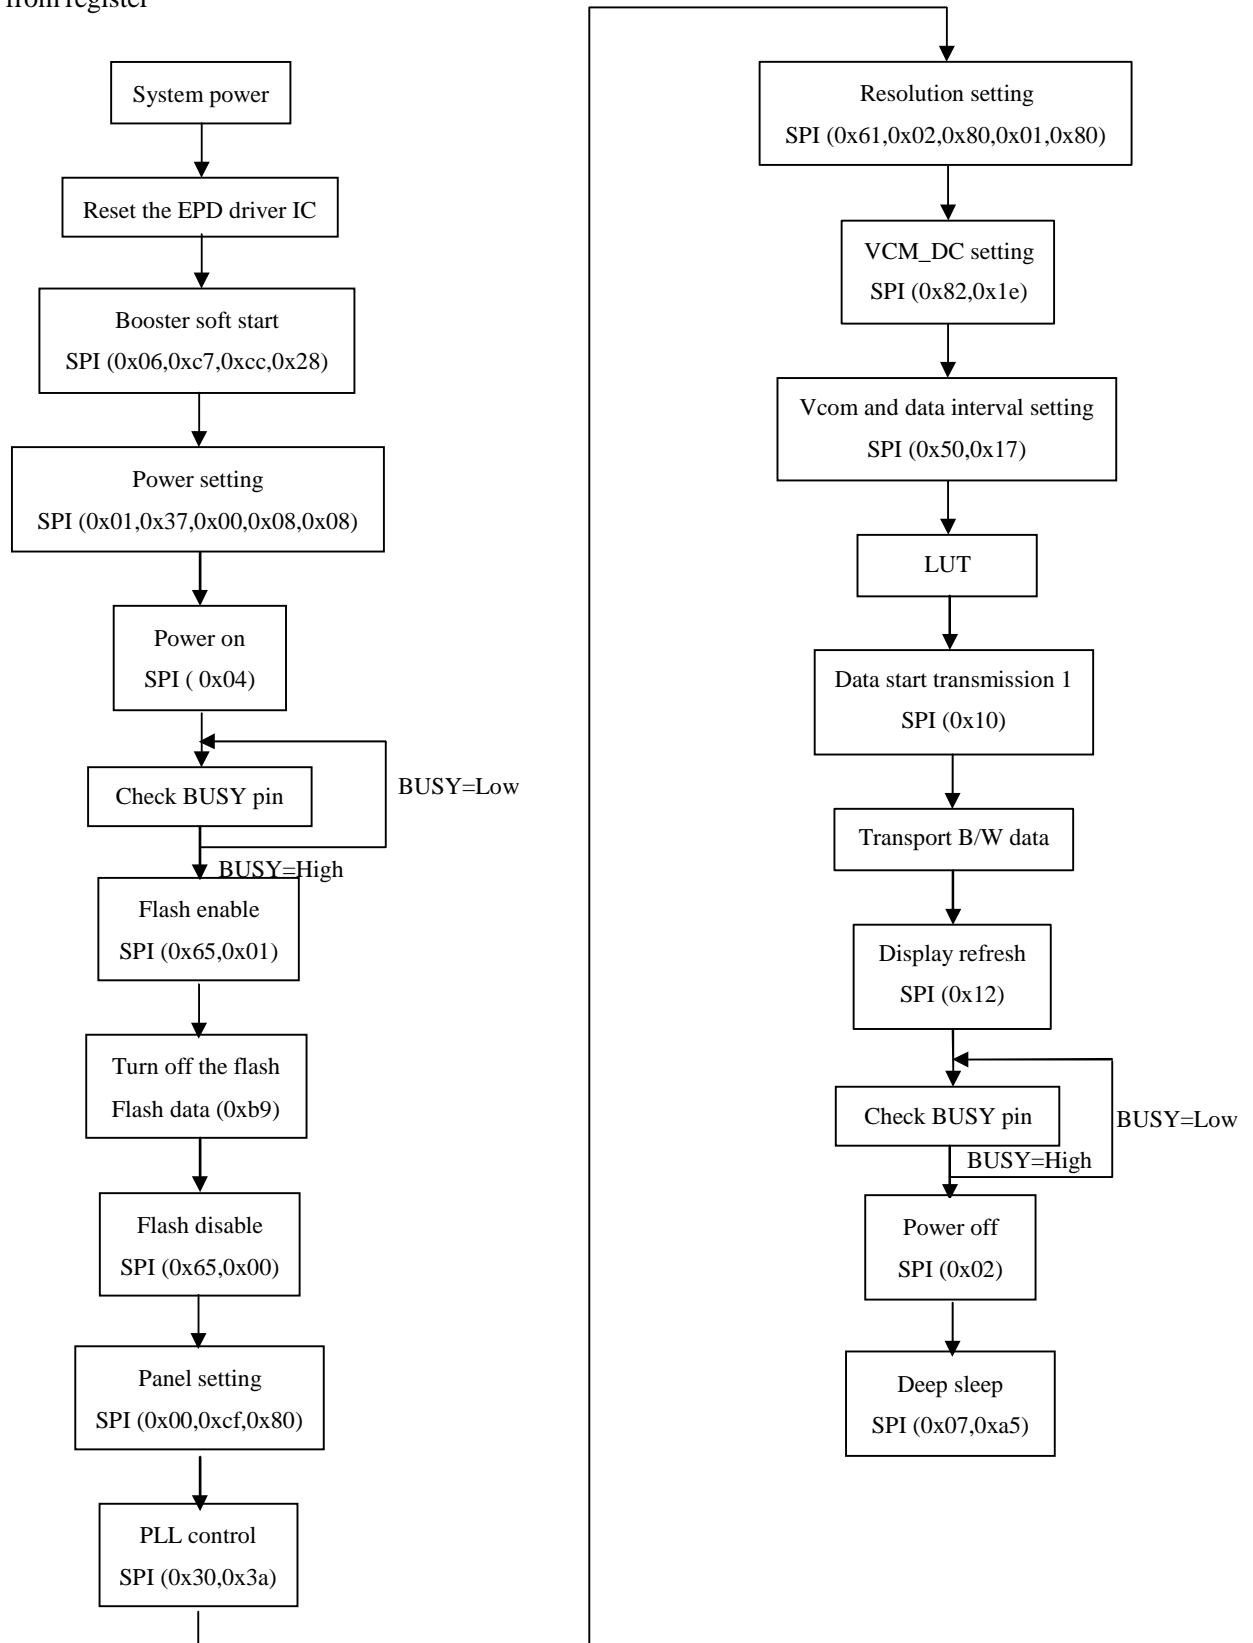 from register
System power
Reset the EPD driver IC
Booster soft start
SPI (0x06,0xc7,0xcc,0x28)
Power setting
SPI (0x01,0x37,0x00,0x08,0x08)
Power on
SPI ( 0x04)
Check BUSY pin
BUSY=Low
BUSY=High
Flash enable
SPI (0x65,0x01)
Turn off the flash
Flash data (0xb9)
Flash disable
SPI (0x65,0x00)
Panel setting
SPI (0x00,0xcf,0x80)
PLL control
SPI (0x30,0x3a)
Resolution setting
SPI (0x61,0x02,0x80,0x01,0x80)
VCM_DC setting
SPI (0x82,0x1e)
Vcom and data interval setting
SPI (0x50,0x17)
LUT
Data start transmission 1
SPI (0x10)
Transport B/W data
Display refresh
SPI (0x12)
Check BUSY pin
BUSY=Low
BUSY=High
Power off
SPI (0x02)
Deep sleep
SPI (0x07,0xa5)